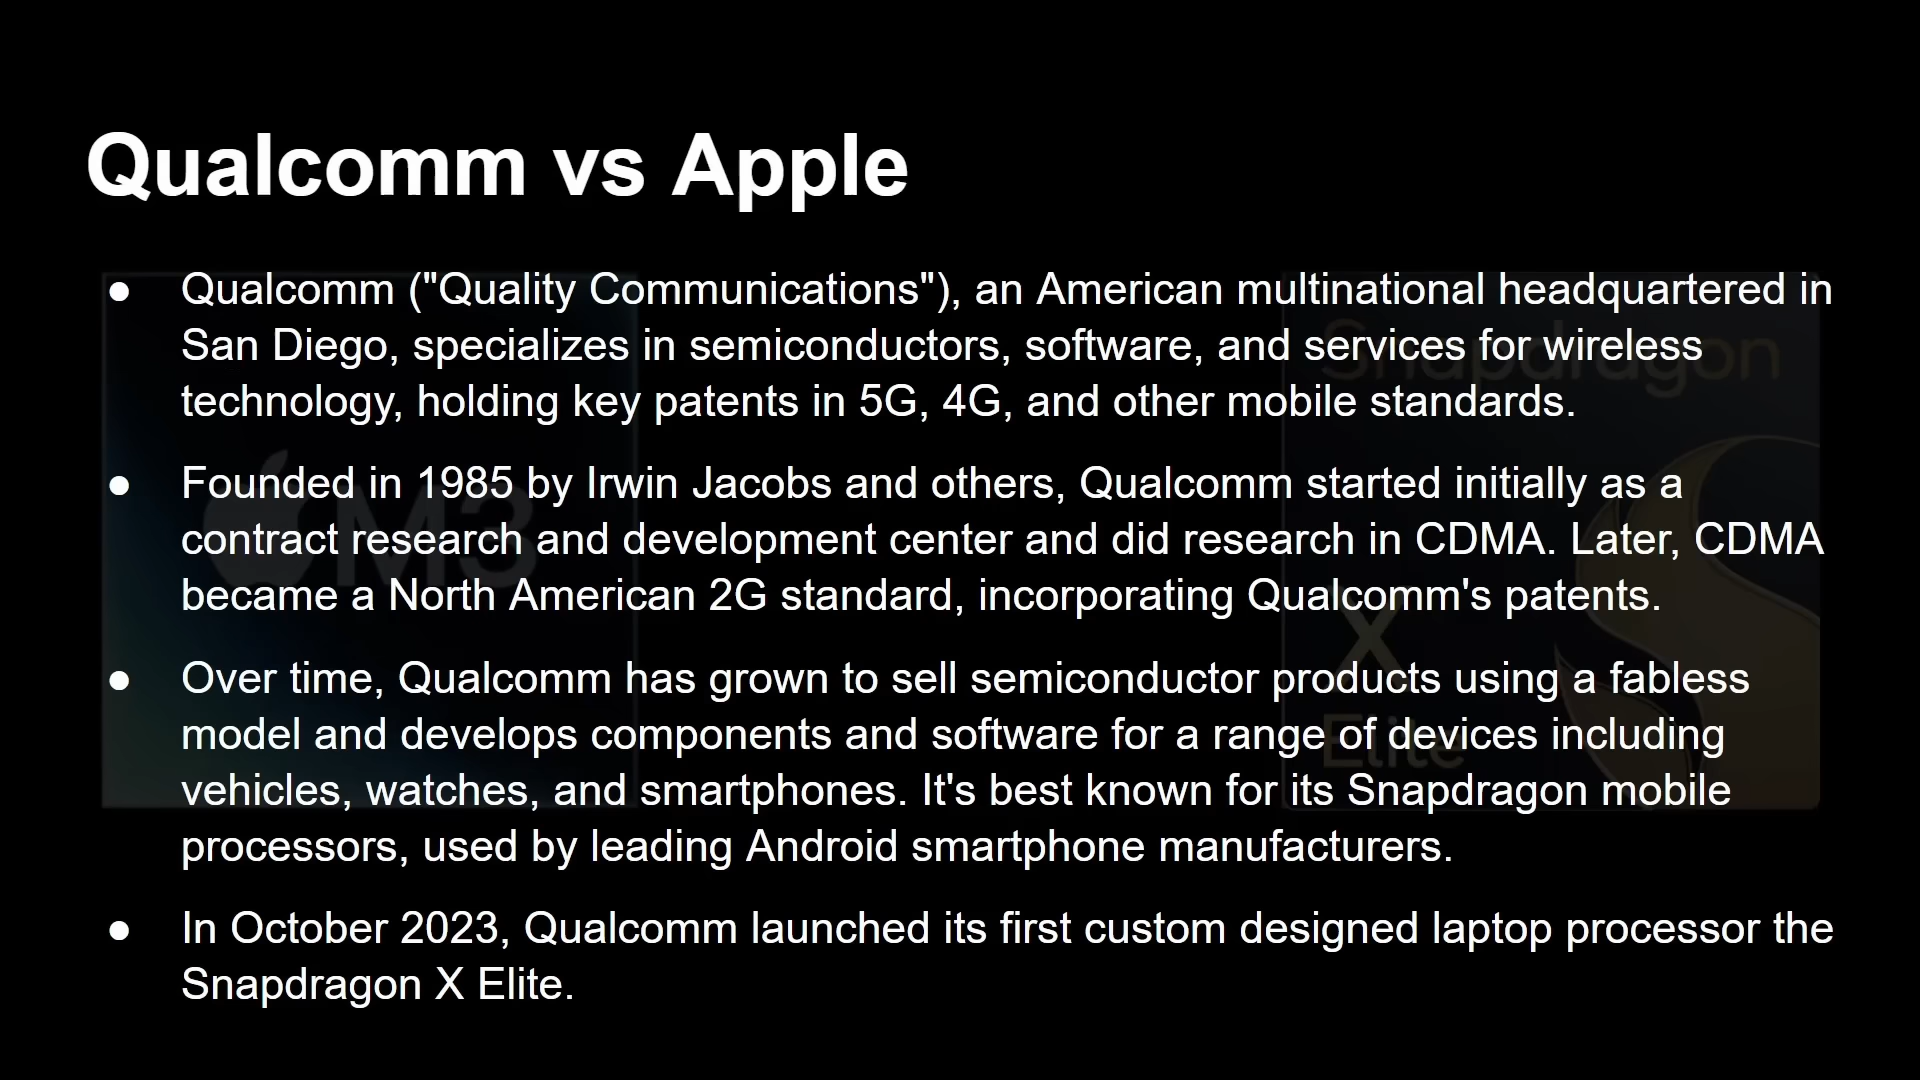 Qualcomm vs Apple
● Qualcomm ("Quality Communications"), an American multinational headquartered in
San Diego, specializes in semiconductors, software, and services for wireless
technology, holding key patents in 5G, 4G, and other mobile standards.
● Founded in 1985 by Irwin Jacobs and others, Qualcomm started initially as a
contract research and development center and did research in CDMA. Later, CDMA
became a North American 2G standard, incorporating Qualcomm's patents.
● Over time, Qualcomm has grown to sell semiconductor products using a fabless
model and develops components and software for a range of devices including
vehicles, watches, and smartphones. It's best known for its Snapdragon mobile
processors, used by leading Android smartphone manufacturers.
● In October 2023, Qualcomm launched its first custom designed laptop processor the
Snapdragon X Elite.
M3
Snapdragon
X
Elite